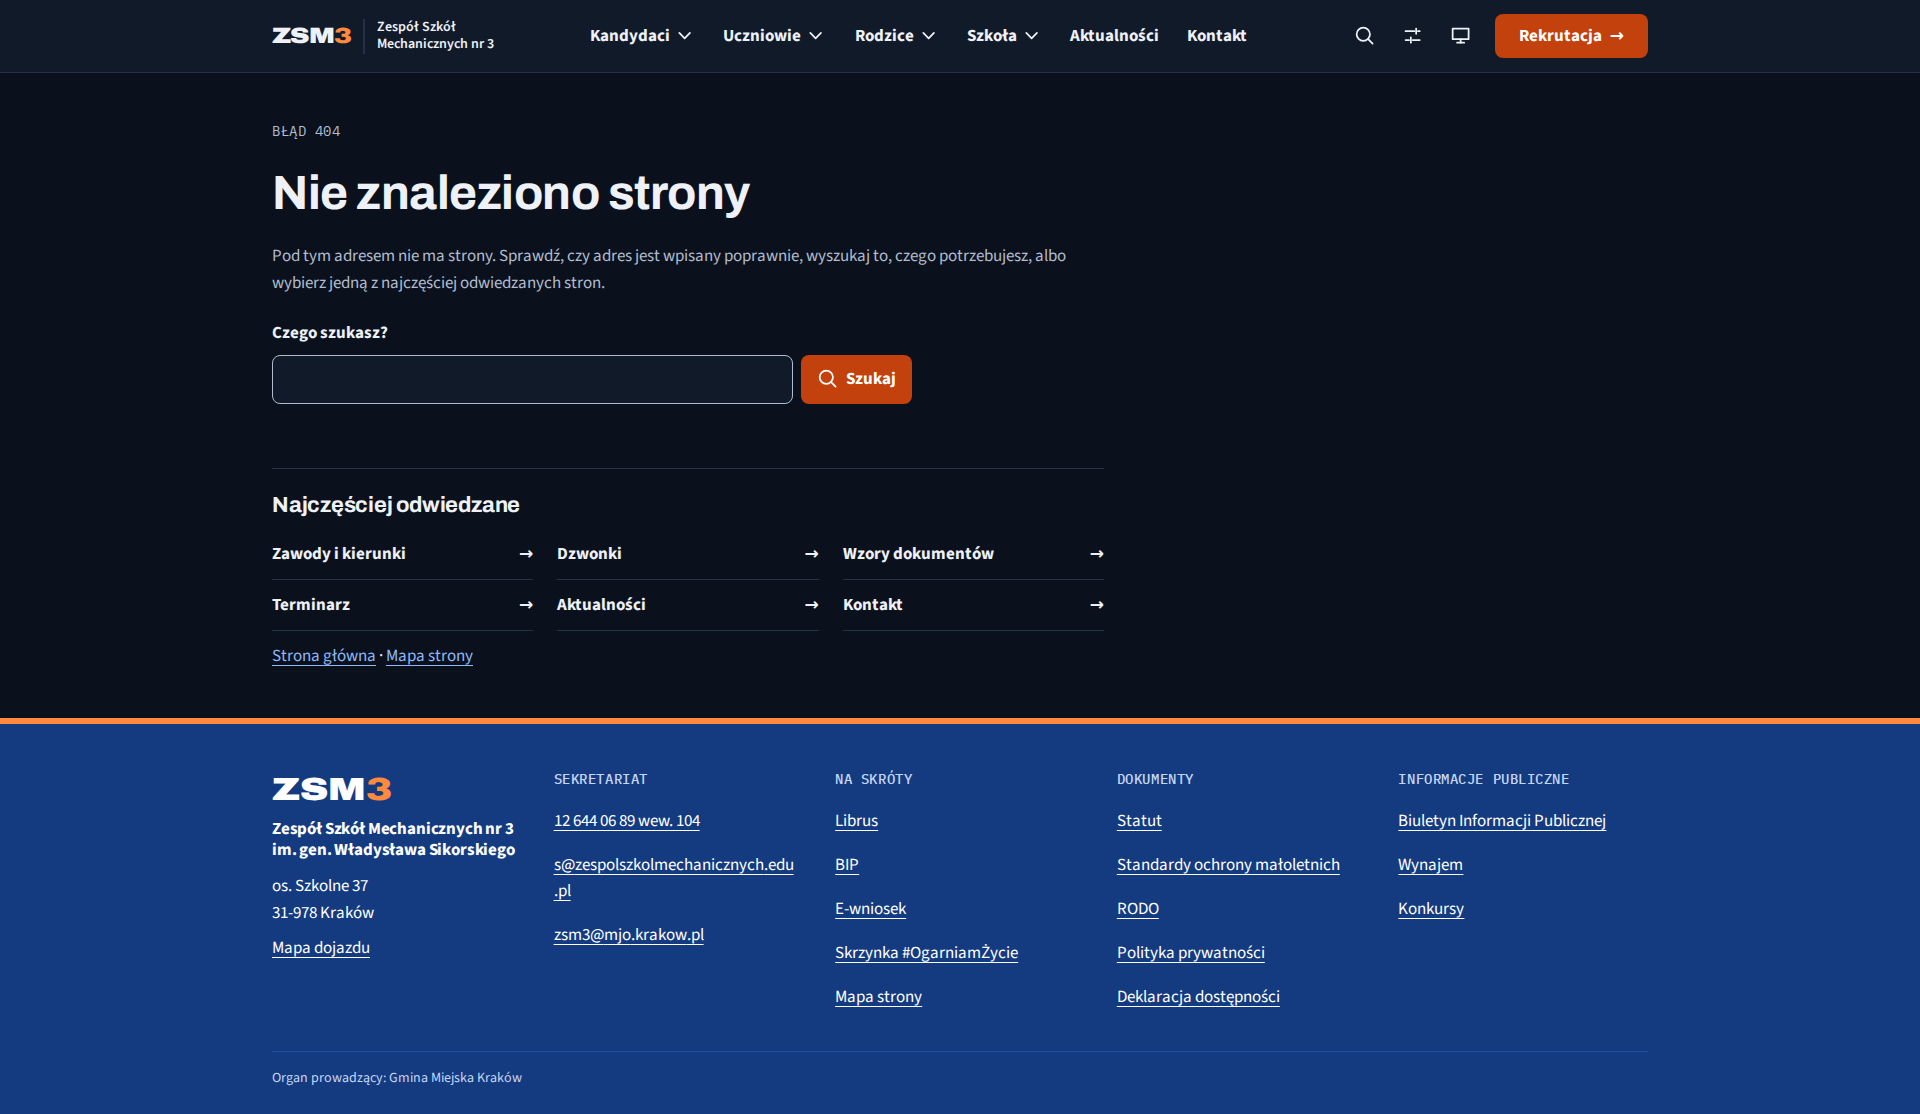 ZSM3
Zespół Szkół
Mechanicznych nr 3
Kandydaci
Uczniowie
Rodzice
Szkoła
Aktualności
Kontakt
Rekrutacja →
BŁĄD 404
Nie znaleziono strony
Pod tym adresem nie ma strony. Sprawdź, czy adres jest wpisany poprawnie, wyszukaj to, czego potrzebujesz, albo
wybierz jedną z najczęściej odwiedzanych stron.
Czego szukasz?
Szukaj
Najczęściej odwiedzane
Zawody i kierunki →
Dzwonki →
Wzory dokumentów →
Terminarz →
Aktualności →
Kontakt →
Strona główna · Mapa strony
ZSM3
Zespół Szkół Mechanicznych nr 3
im. gen. Władysława Sikorskiego
os. Szkolne 37
31-978 Kraków
Mapa dojazdu
SEKRETARIAT
12 644 06 89 wew. 104
s@zespolszkolmechanicznych.edu
.pl
zsm3@mjo.krakow.pl
NA SKRÓTY
Librus
BIP
E-wniosek
Skrzynka #OgarniamŻycie
Mapa strony
DOKUMENTY
Statut
Standardy ochrony małoletnich
RODO
Polityka prywatności
Deklaracja dostępności
INFORMACJE PUBLICZNE
Biuletyn Informacji Publicznej
Wynajem
Konkursy
Organ prowadzący: Gmina Miejska Kraków